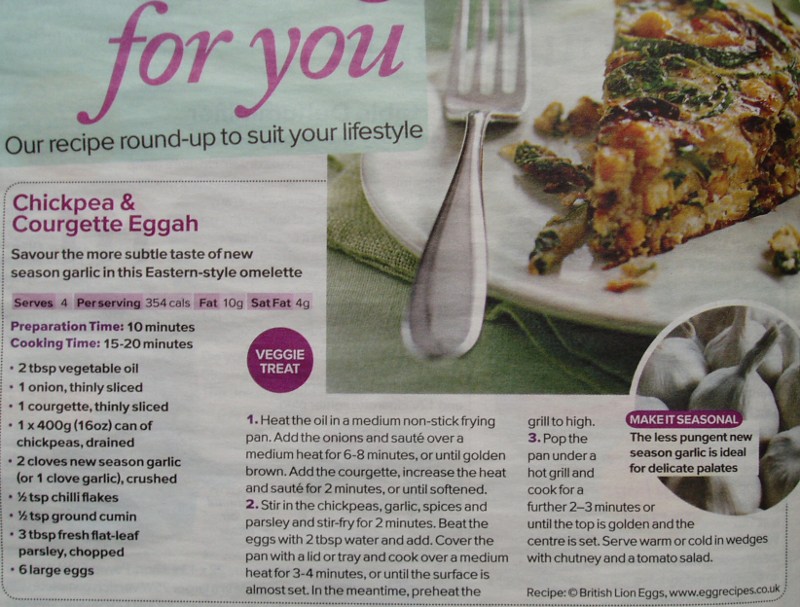 for you
Our recipe round-up to suit your lifestyle
Chickpea &
Courgette Eggah
Savour the more subtle taste of new
season garlic in this Eastern-style omelette
Serves 4 Per serving 354 cals Fat 10g Sat Fat 4g
Preparation Time: 10 minutes
Cooking Time: 15-20 minutes
• 2 tbsp vegetable oil
• 1 onion, thinly sliced
• 1 courgette, thinly sliced
• 1 x 400g (16oz) can of
chickpeas, drained
• 2 cloves new season garlic
(or 1 clove garlic), crushed
• ½ tsp chilli flakes
• ½ tsp ground cumin
• 3 tbsp fresh flat-leaf
parsley, chopped
• 6 large eggs
VEGGIE
TREAT
1. Heat the oil in a medium non-stick frying
pan. Add the onions and sauté over a
medium heat for 6-8 minutes, or until golden
brown. Add the courgette, increase the heat
and sauté for 2 minutes, or until softened.
2. Stir in the chickpeas, garlic, spices and
parsley and stir-fry for 2 minutes. Beat the
eggs with 2 tbsp water and add. Cover the
pan with a lid or tray and cook over a medium
heat for 3-4 minutes, or until the surface is
almost set. In the meantime, preheat the
grill to high.
3. Pop the
pan under a
hot grill and
cook for a
further 2–3 minutes or
until the top is golden and the
centre is set. Serve warm or cold in wedges
with chutney and a tomato salad.
MAKE IT SEASONAL
The less pungent new
season garlic is ideal
for delicate palates
Recipe: © British Lion Eggs, www.eggrecipes.co.uk